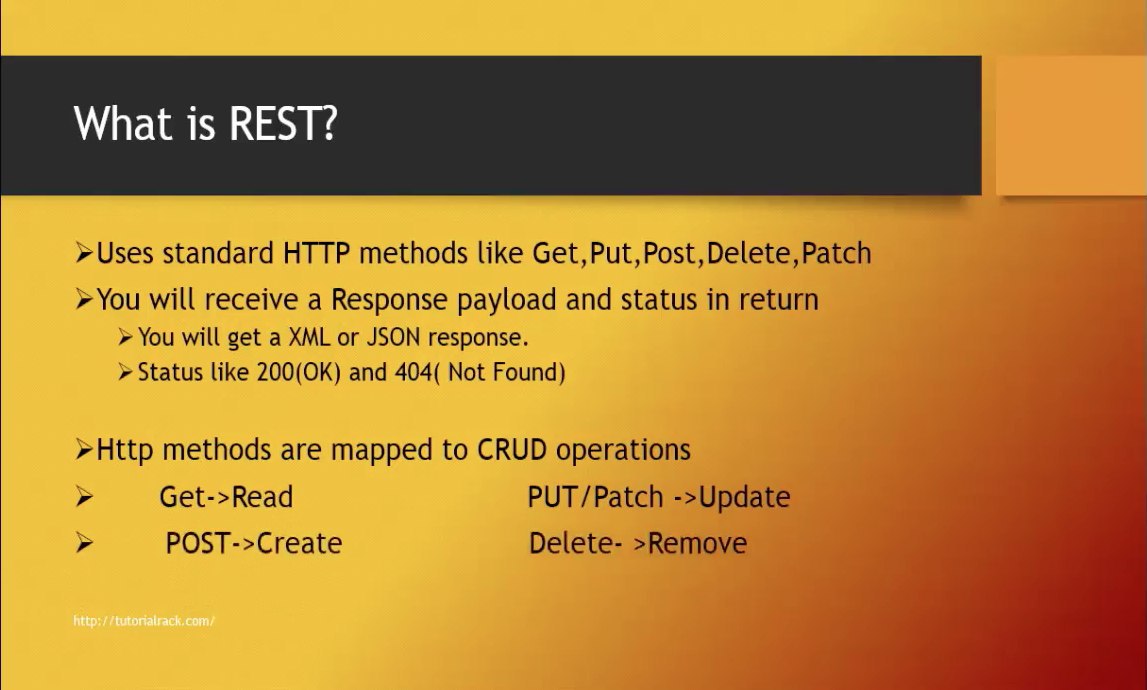 What is REST?
➢Uses standard HTTP methods like Get,Put,Post,Delete,Patch
➢You will receive a Response payload and status in return
➢You will get a XML or JSON response.
➢Status like 200(OK) and 404( Not Found)
➢Http methods are mapped to CRUD operations
➢ Get->Read PUT/Patch ->Update
➢ POST->Create Delete- >Remove
http://tutorialrack.com/